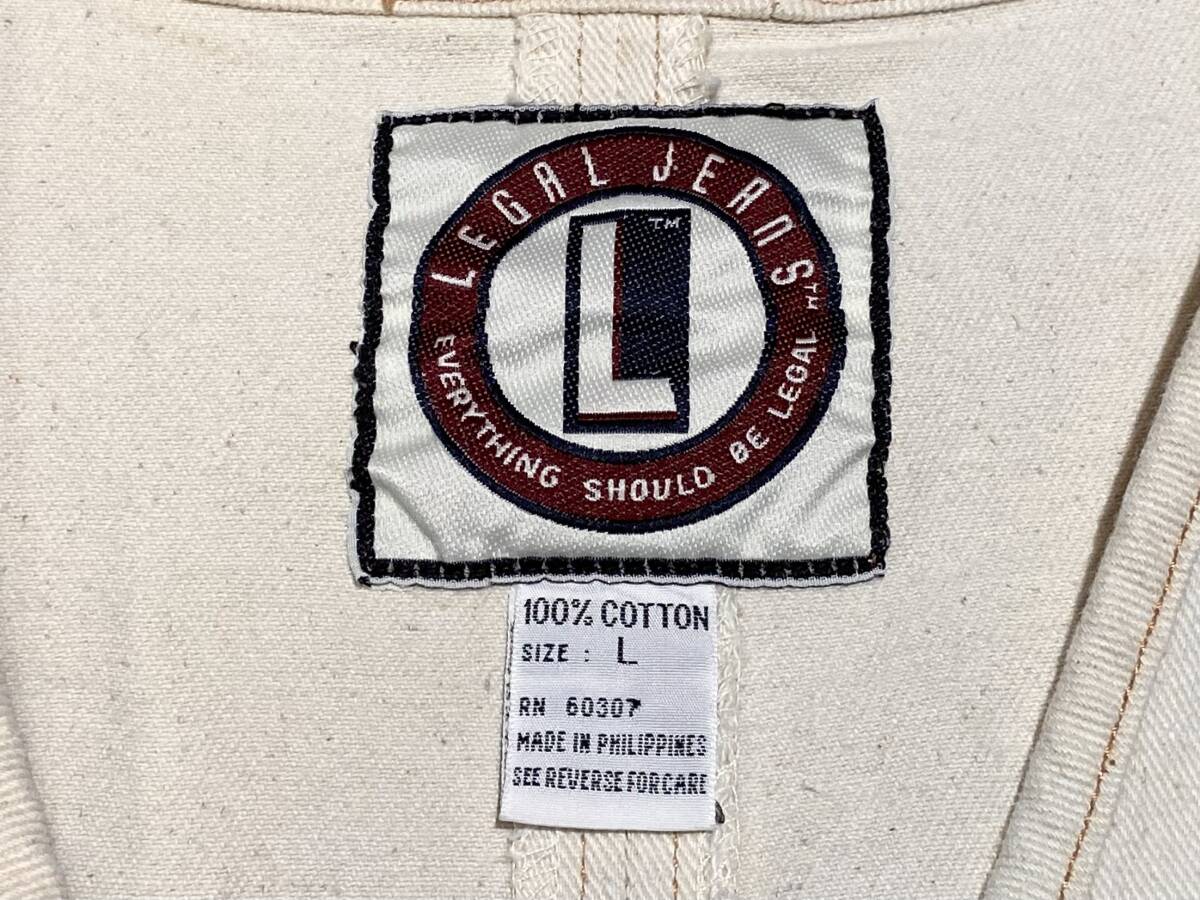 LEGAL JEANS™
L™
EVERYTHING SHOULD BE LEGAL
100% COTTON
SIZE : L
RN 60307
MADE IN PHILIPPINES
SEE REVERSE FOR CARE